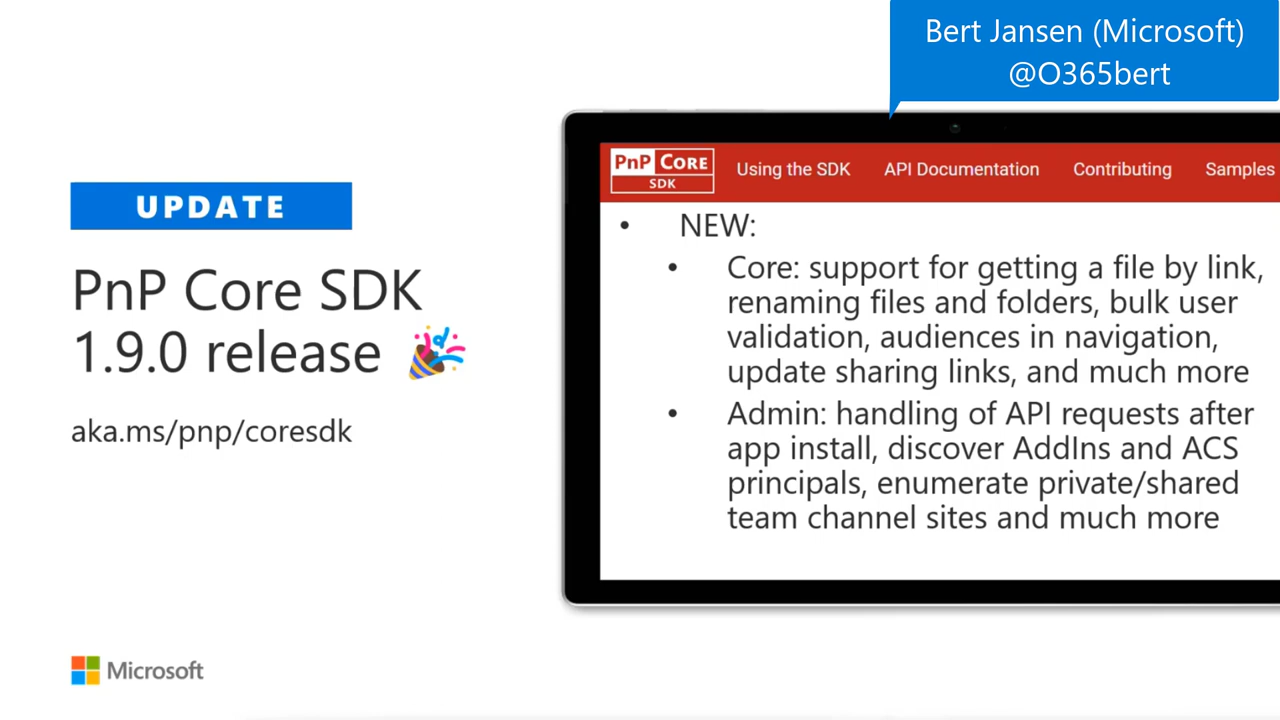 Bert Jansen (Microsoft)
@O365bert
UPDATE
PnP Core SDK
1.9.0 release
aka.ms/pnp/coresdk
PnP Core
SDK
Using the SDK API Documentation Contributing Samples
• NEW:
• Core: support for getting a file by link,
renaming files and folders, bulk user
validation, audiences in navigation,
update sharing links, and much more
• Admin: handling of API requests after
app install, discover AddIns and ACS
principals, enumerate private/shared
team channel sites and much more
Microsoft